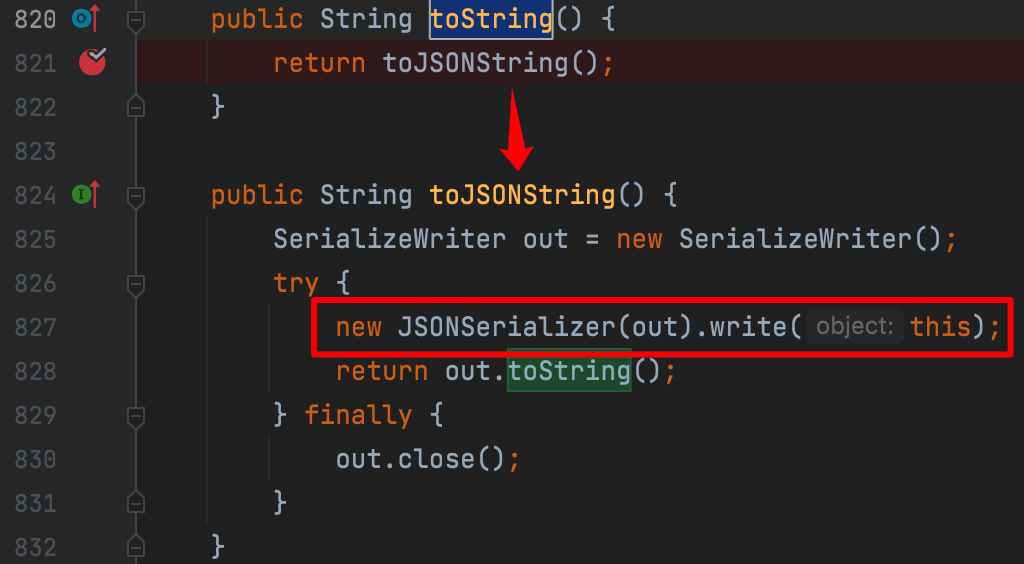 820 public String toString() {
821 return toJSONString();
822 }
823
824 I public String toJSONString() {
825 SerializeWriter out = new SerializeWriter();
826 try {
827 new JSONSerializer(out).write( object: this);
828 return out.toString();
829 } finally {
830 out.close();
831 }
832 }